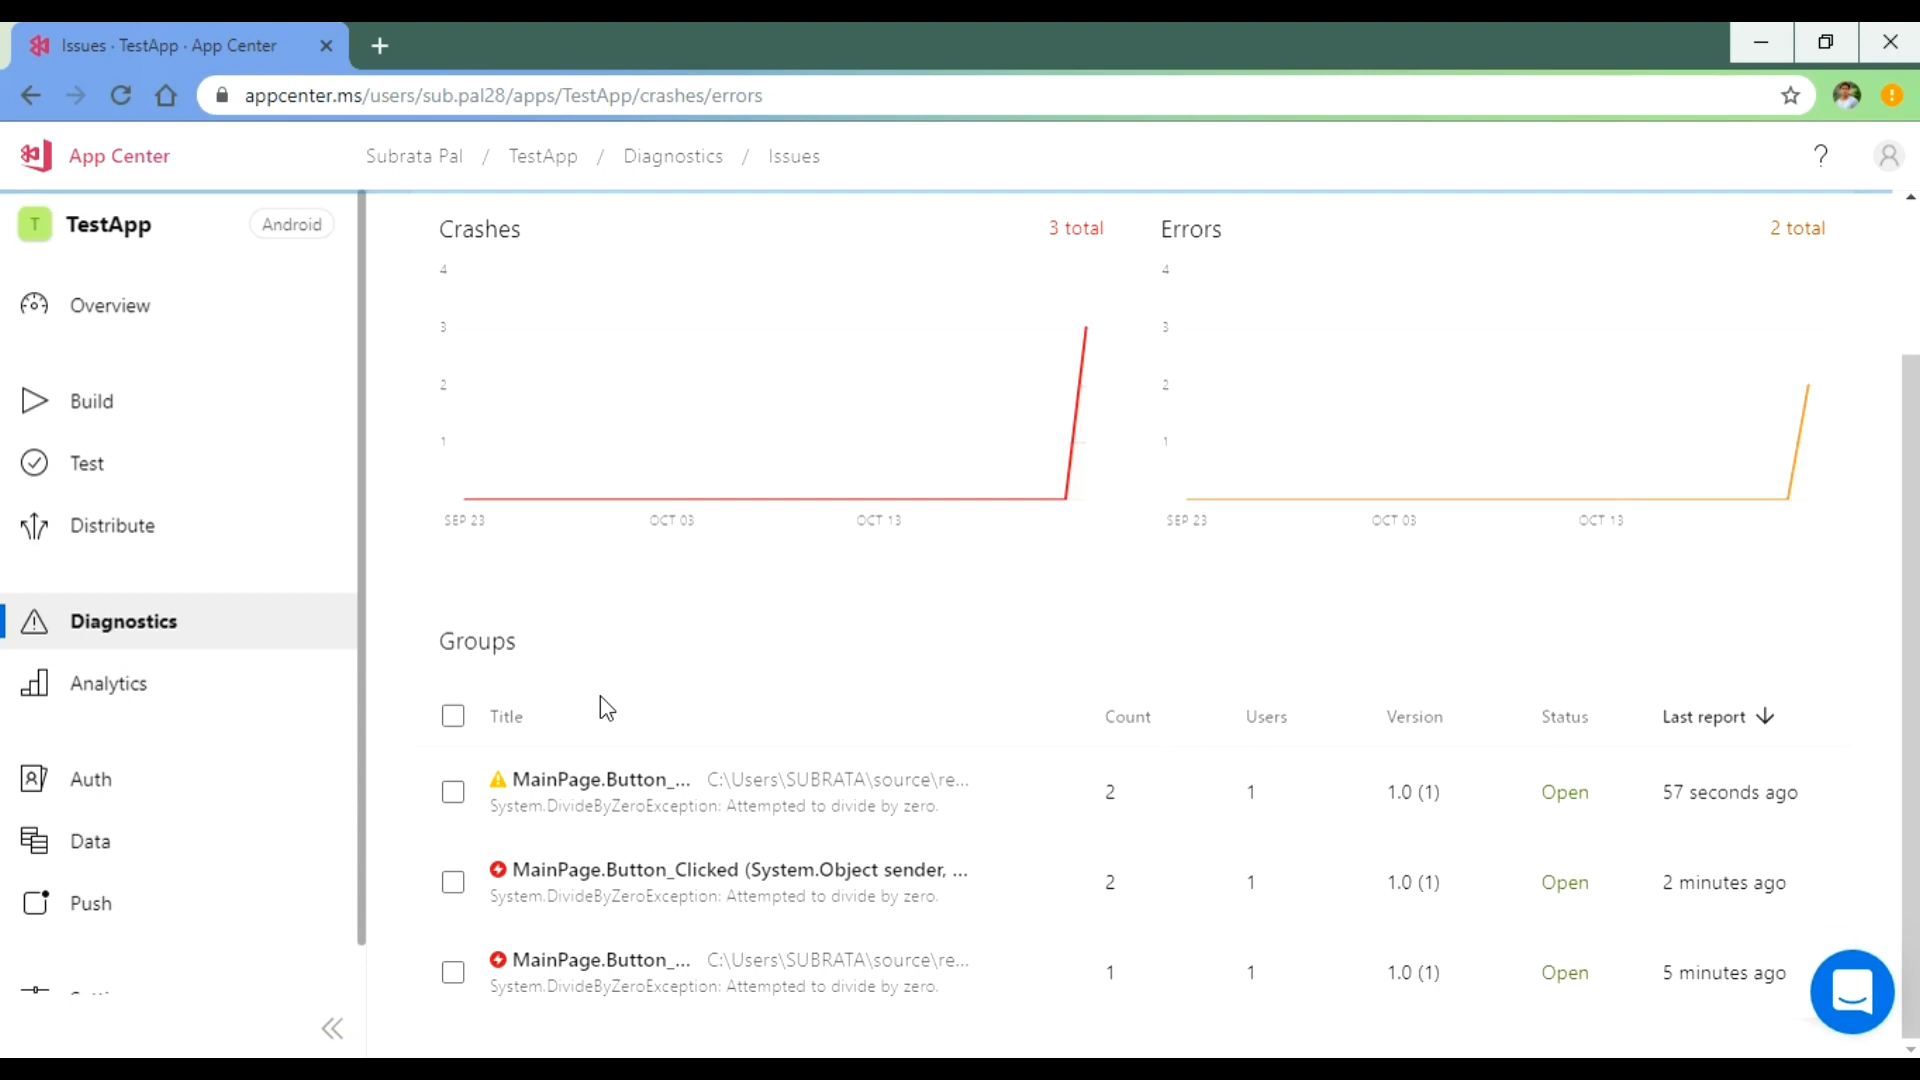 Issues · TestApp · App Center
appcenter.ms/users/sub.pal28/apps/TestApp/crashes/errors
App Center
Subrata Pal / TestApp / Diagnostics / Issues
?
T TestApp Android
Overview
Build
Test
Distribute
Diagnostics
Analytics
Auth
Data
Push
Crashes 3 total
4
3
2
1
SEP 23 OCT 03 OCT 13
Errors 2 total
4
3
2
1
SEP 23 OCT 03 OCT 13
Groups
Title Count Users Version Status Last report
MainPage.Button_... C:\Users\SUBRATA\source\re... 2 1 1.0 (1) Open 57 seconds ago
System.DivideByZeroException: Attempted to divide by zero.
MainPage.Button_Clicked (System.Object sender, ... 2 1 1.0 (1) Open 2 minutes ago
System.DivideByZeroException: Attempted to divide by zero.
MainPage.Button_... C:\Users\SUBRATA\source\re... 1 1 1.0 (1) Open 5 minutes ago
System.DivideByZeroException: Attempted to divide by zero.